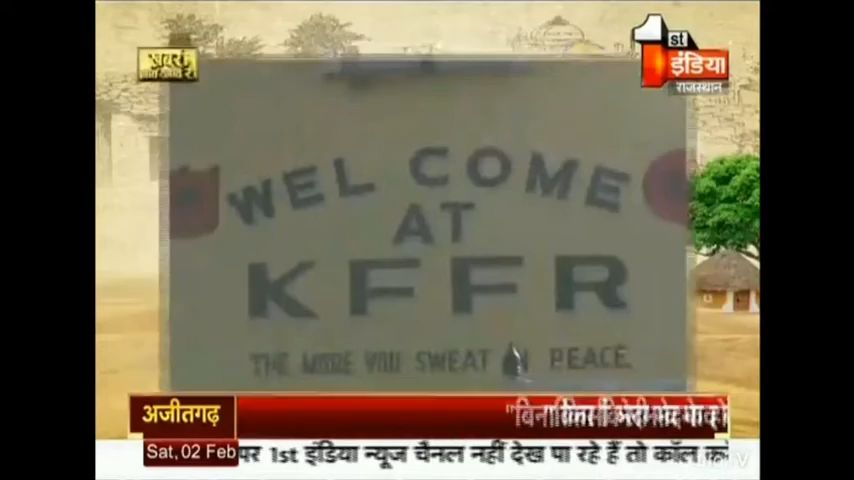 खबरें
1st
इंडिया
राजस्थान
WEL COME
AT
KFFR
THE MORE YOU SWEAT IN PEACE.
अजीतगढ़
Sat, 02 Feb
पर 1st इंडिया न्यूज चैनल नहीं देख पा रहे हैं तो कॉल